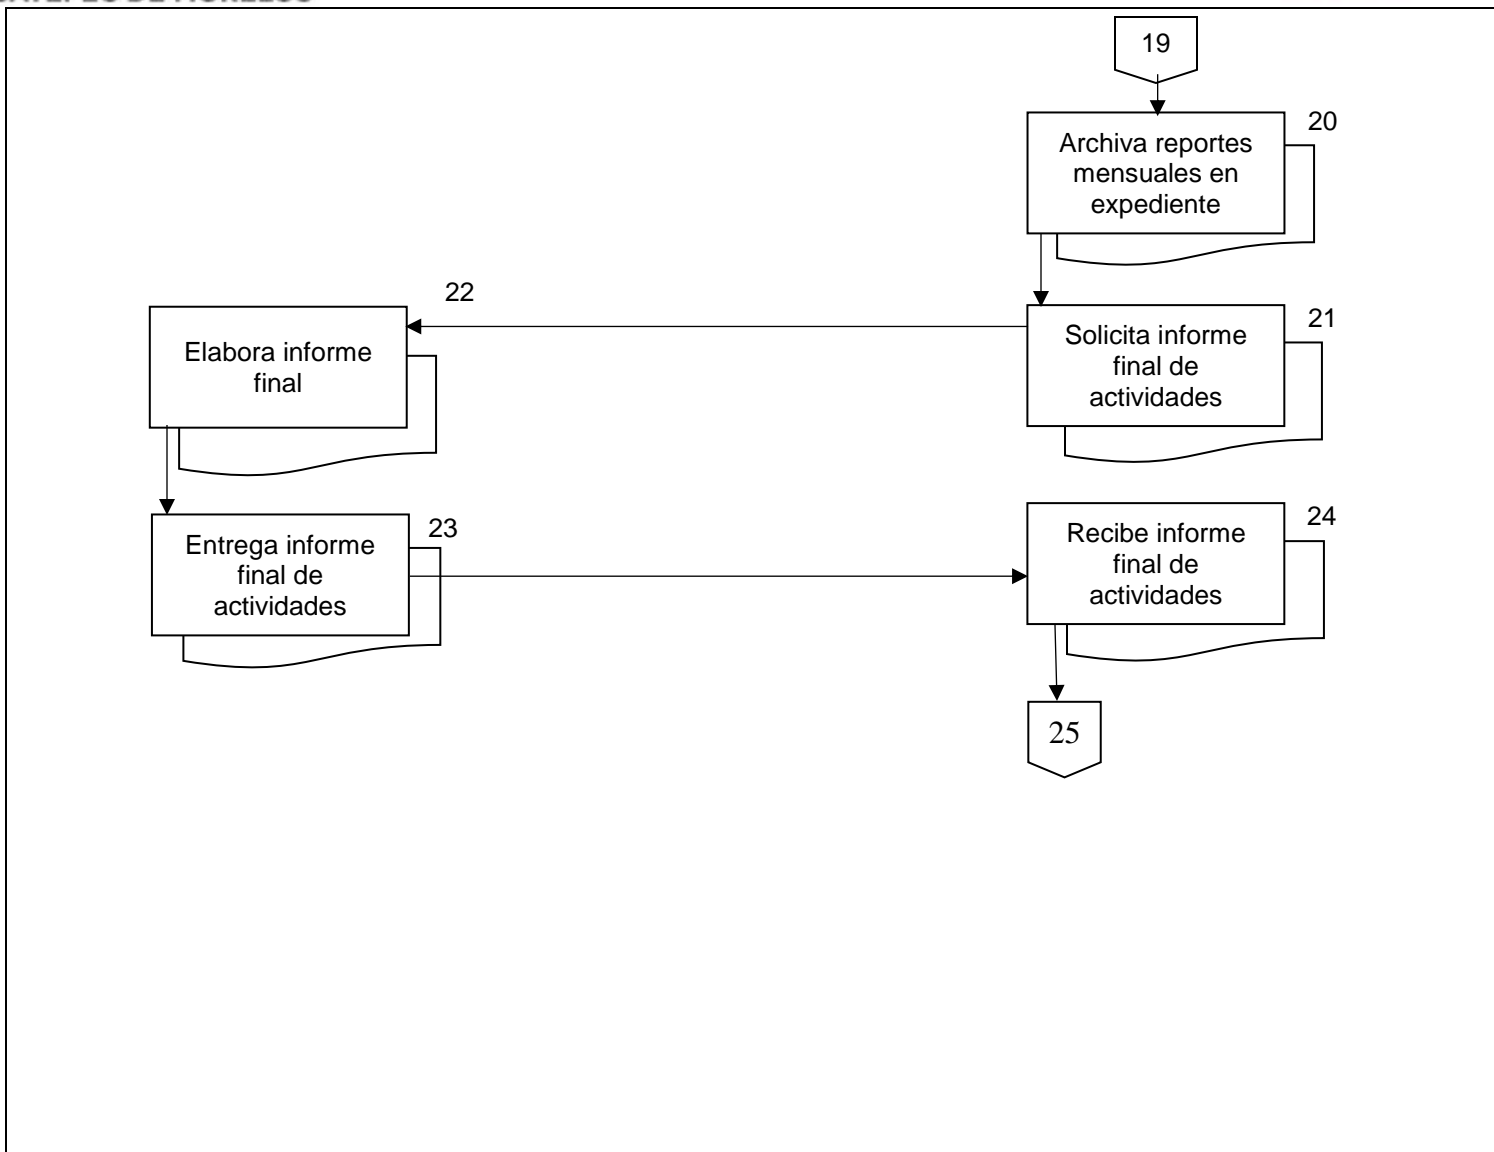 19
20
Archiva reportes
mensuales en
expediente
22
21
Elabora informe
final
Solicita informe
final de
actividades
23
24
Entrega informe
final de
actividades
Recibe informe
final de
actividades
25